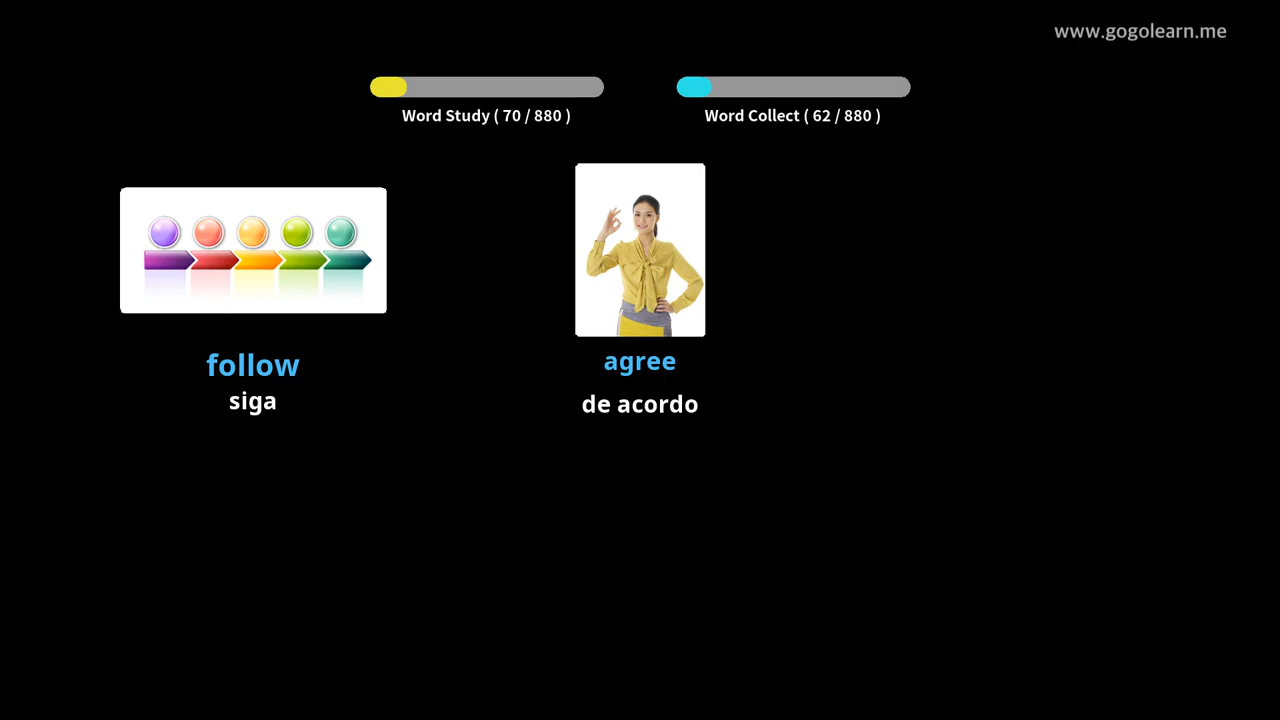 www.gogolearn.me
Word Study ( 70 / 880 )
Word Collect ( 62 / 880 )
follow
siga
agree
de acordo